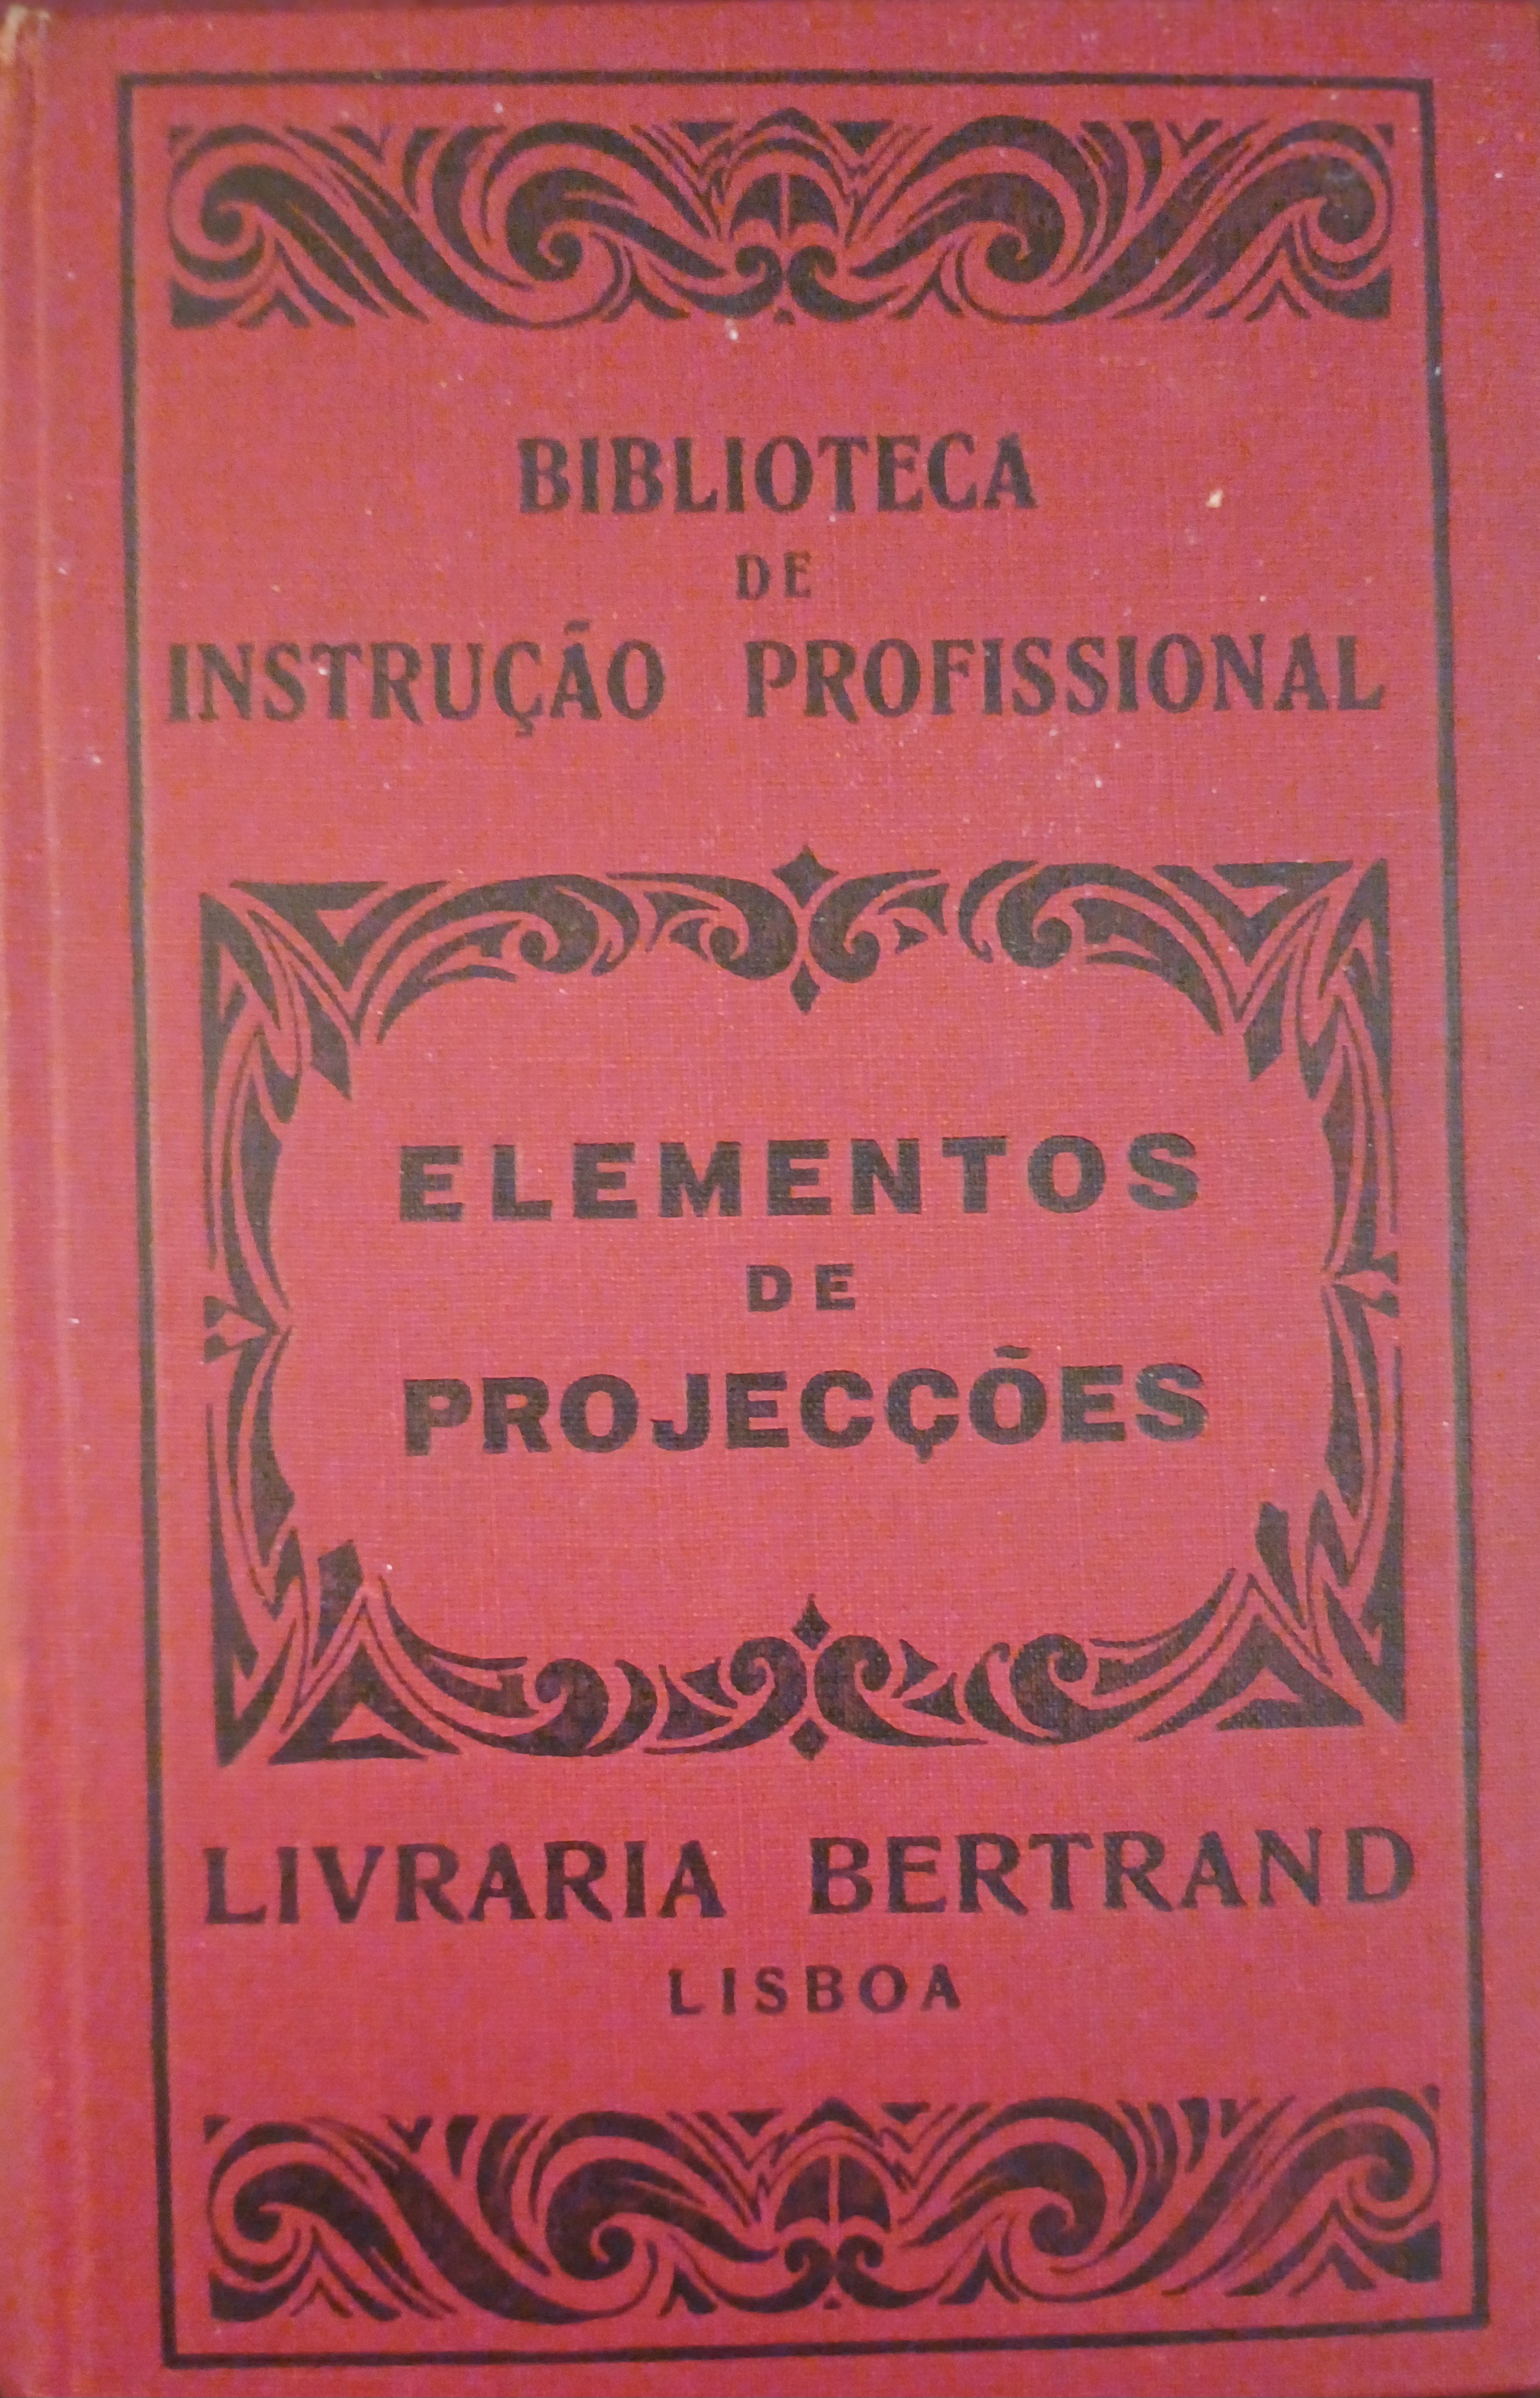 BIBLIOTECA
DE
INSTRUÇÃO PROFISSIONAL
ELEMENTOS
DE
PROJECÇÕES
LIVRARIA BERTRAND
LISBOA